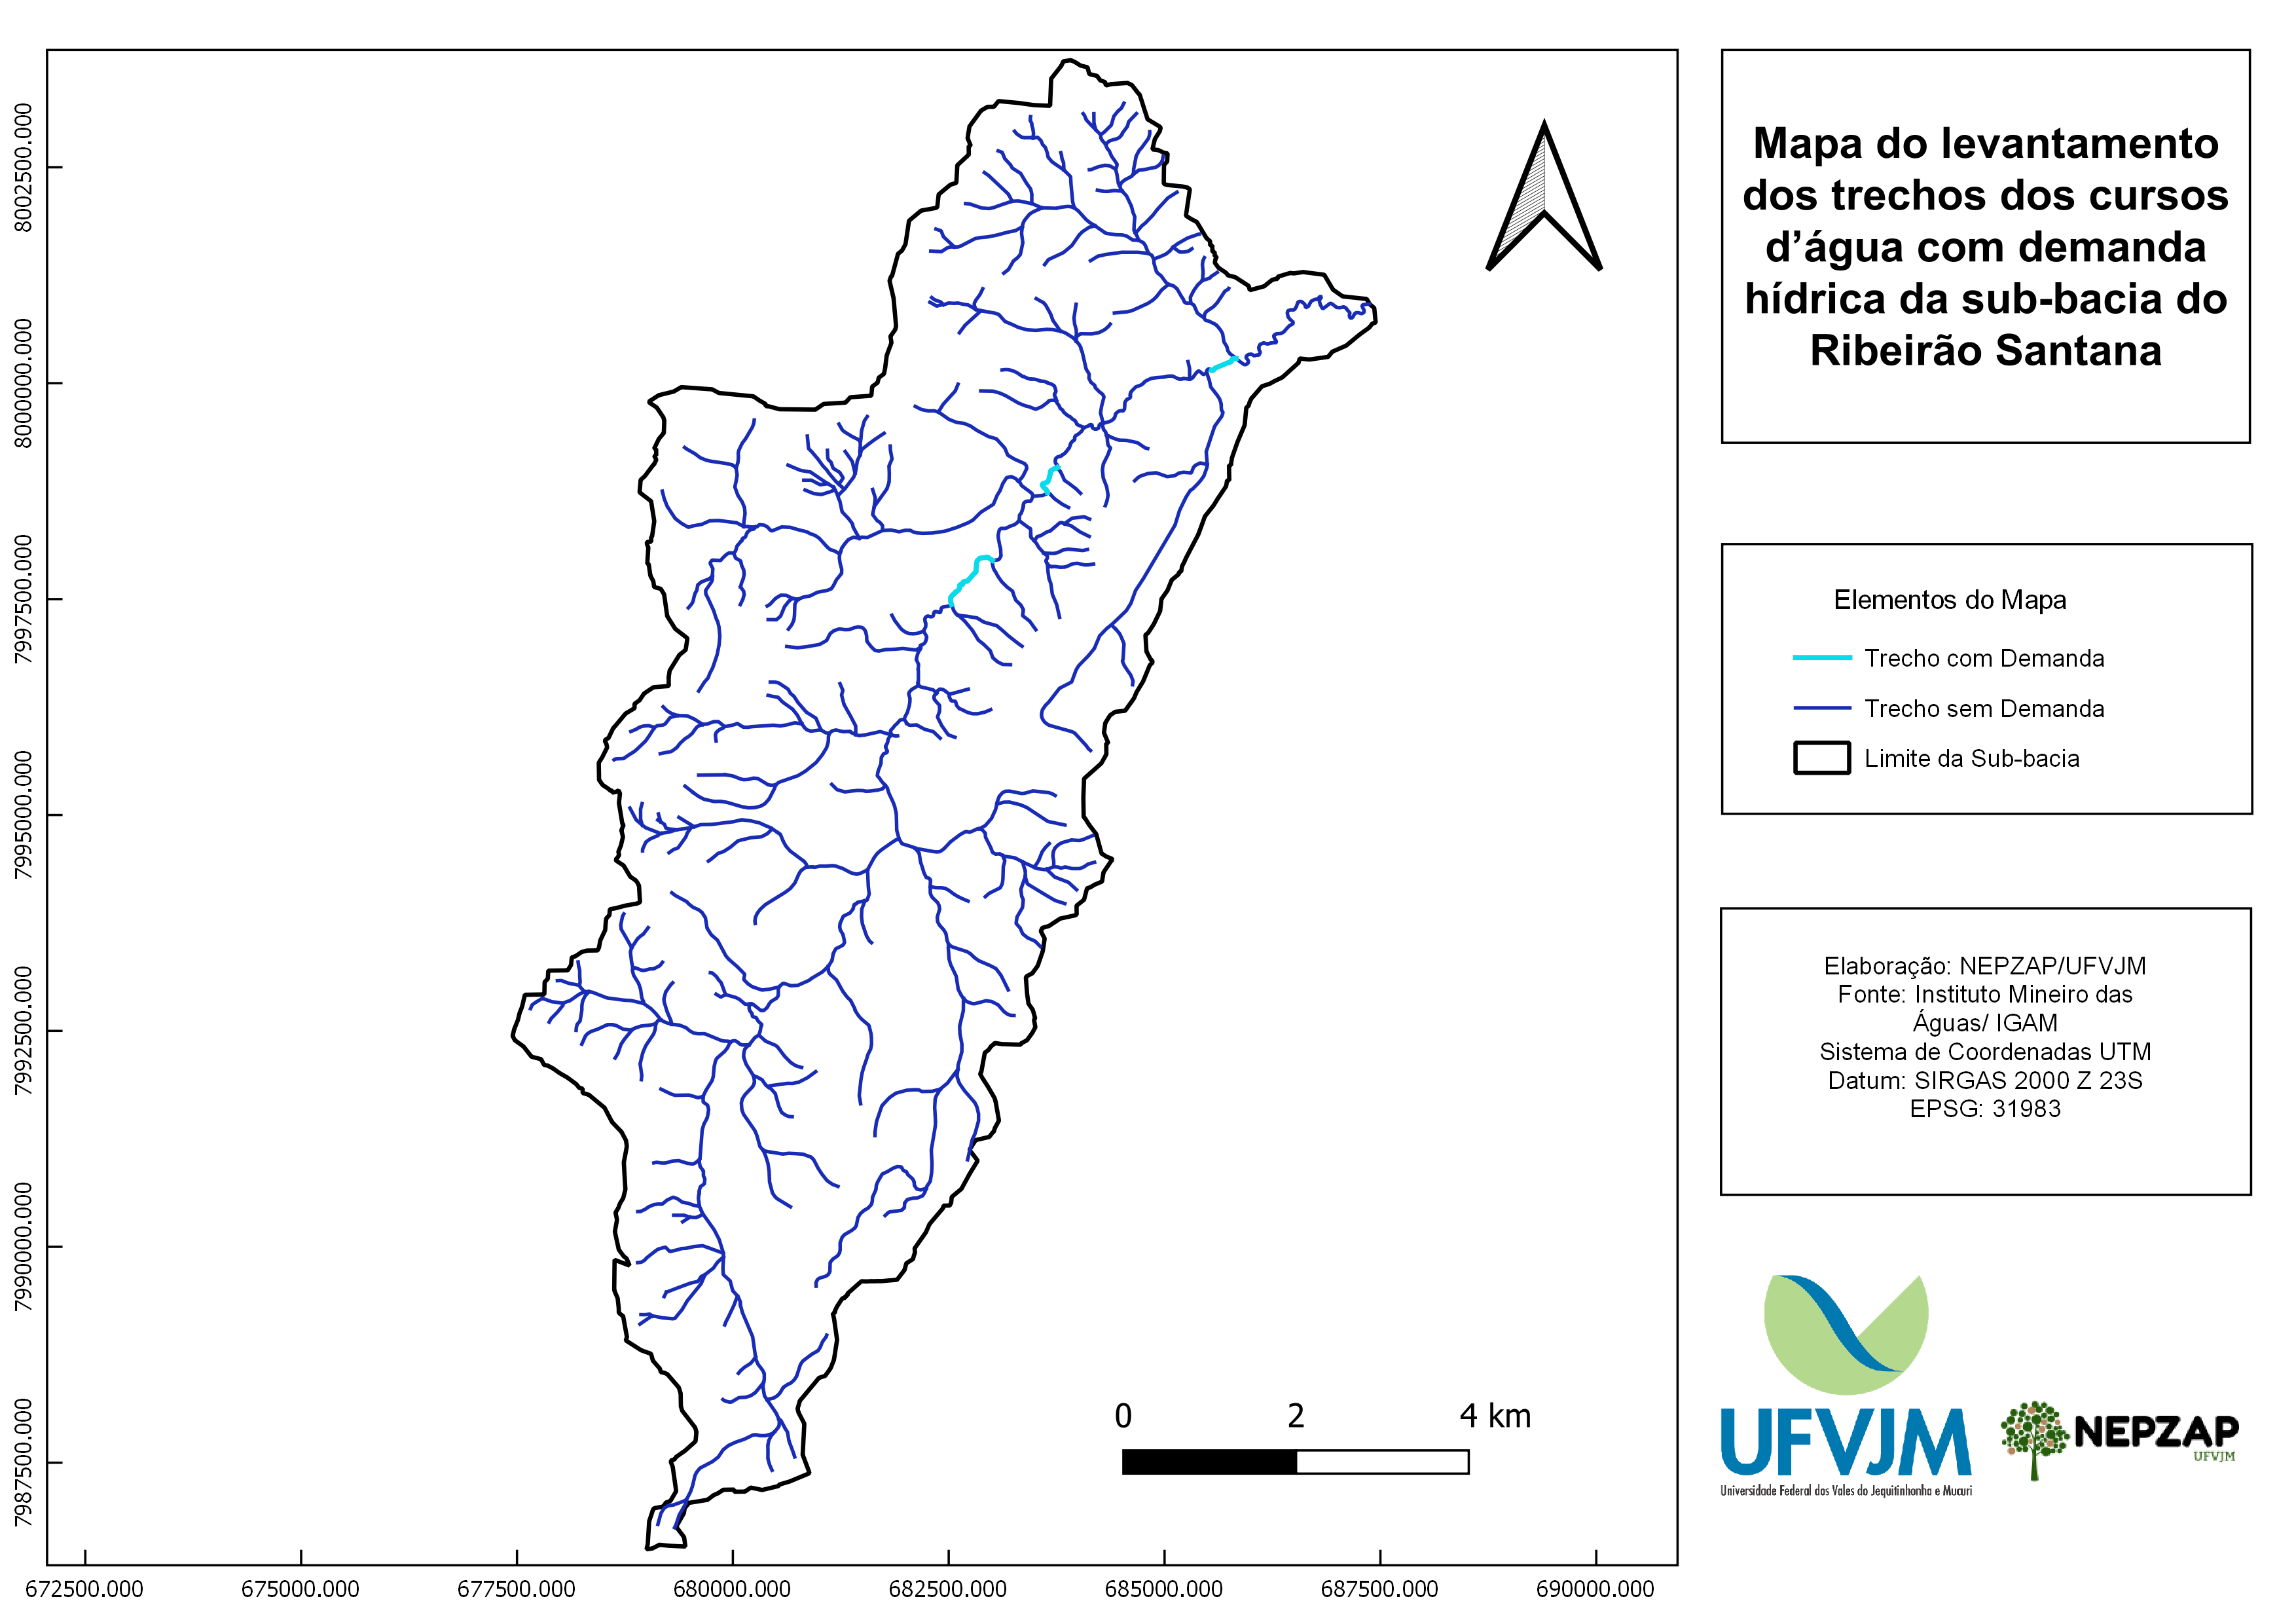 Mapa do levantamento
dos trechos dos cursos
d’água com demanda
hídrica da sub-bacia do
Ribeirão Santana
Elementos do Mapa
Trecho com Demanda
Trecho sem Demanda
Limite da Sub-bacia
Elaboração: NEPZAP/UFVJM
Fonte: Instituto Mineiro das
Águas/ IGAM
Sistema de Coordenadas UTM
Datum: SIRGAS 2000 Z 23S
EPSG: 31983
UFVJM
Universidade Federal dos Vales do Jequitinhonha e Mucuri
NEPZAP
UFVJM
0 2 4 km
8002500.000
8000000.000
7997500.000
7995000.000
7992500.000
7990000.000
7987500.000
672500.000 675000.000 677500.000 680000.000 682500.000 685000.000 687500.000 690000.000